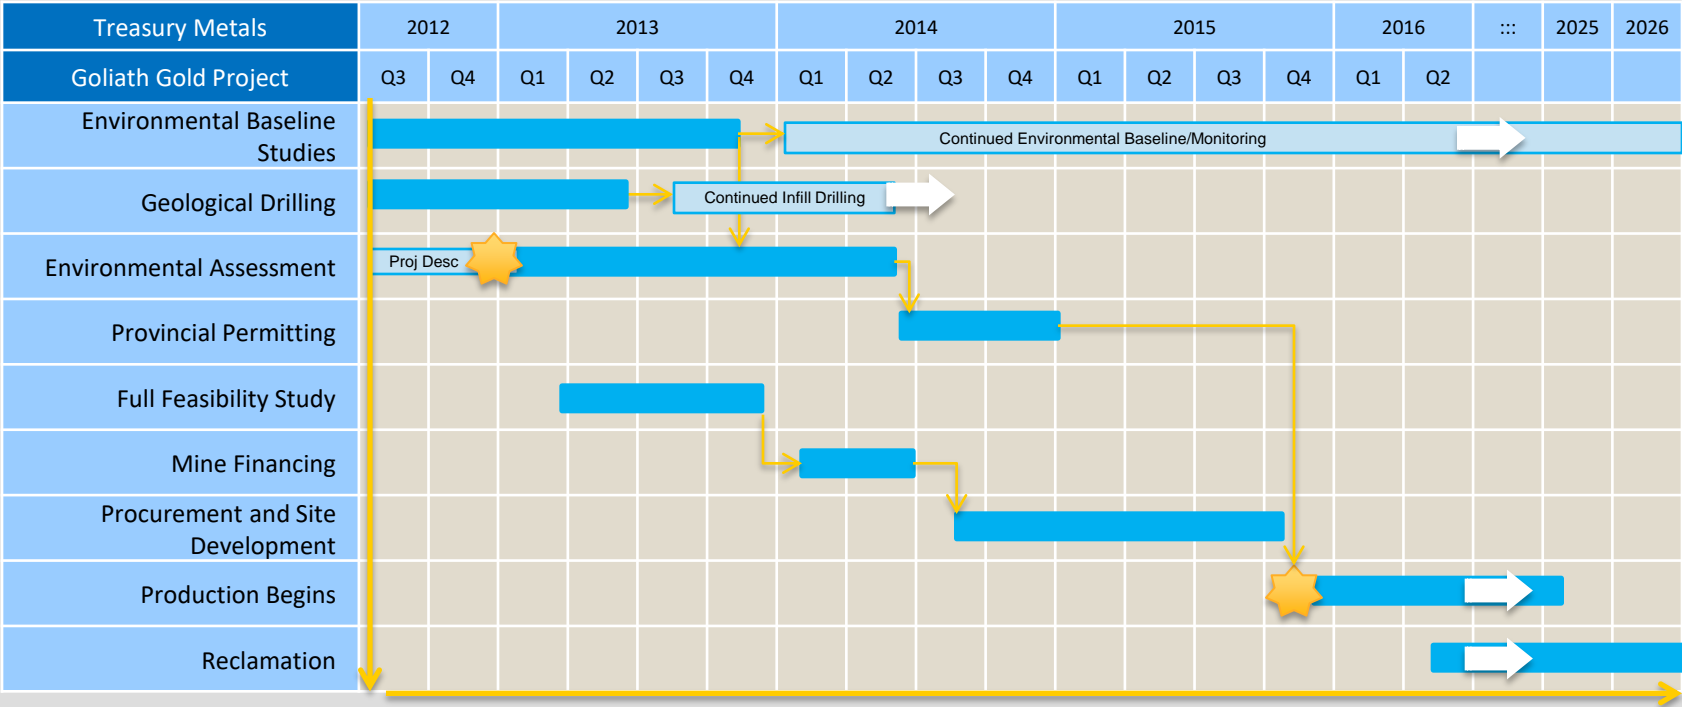 Treasury Metals 2012 2013 2014 2015 2016 ::: 2025 2026
Goliath Gold Project Q3 Q4 Q1 Q2 Q3 Q4 Q1 Q2 Q3 Q4 Q1 Q2 Q3 Q4 Q1 Q2
Environmental Baseline
Studies
Continued Environmental Baseline/Monitoring
Geological Drilling
Continued Infill Drilling
Environmental Assessment
Proj Desc
Provincial Permitting
Full Feasibility Study
Mine Financing
Procurement and Site
Development
Production Begins
Reclamation